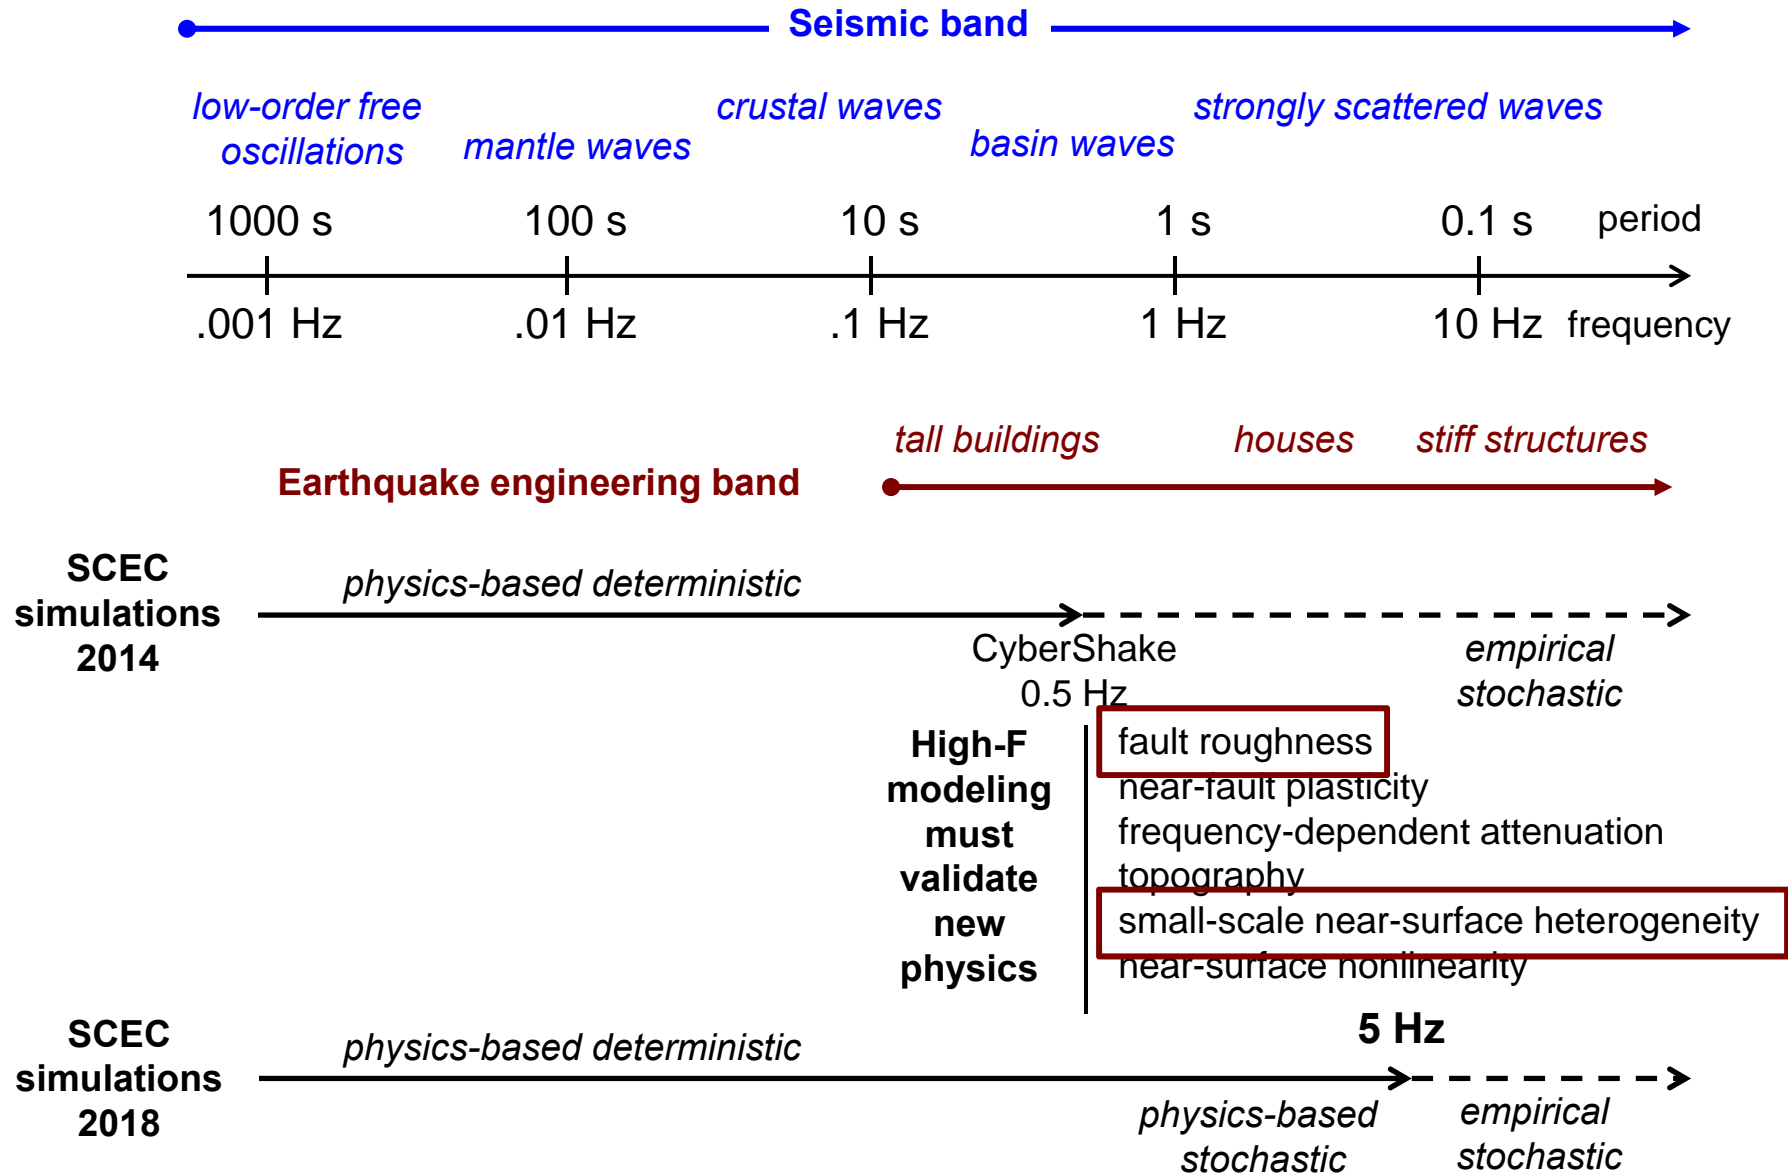 Seismic band
low-order free
oscillations
mantle waves
crustal waves
basin waves
strongly scattered waves
1000 s 100 s 10 s 1 s 0.1 s period
.001 Hz .01 Hz .1 Hz 1 Hz 10 Hz frequency
tall buildings houses stiff structures
Earthquake engineering band
SCEC
simulations
2014
physics-based deterministic
CyberShake
0.5 Hz
empirical
stochastic
High-F
modeling
must
validate
new
physics
fault roughness
near-fault plasticity
frequency-dependent attenuation
topography
small-scale near-surface heterogeneity
near-surface nonlinearity
SCEC
simulations
2018
physics-based deterministic
5 Hz
physics-based
stochastic
empirical
stochastic